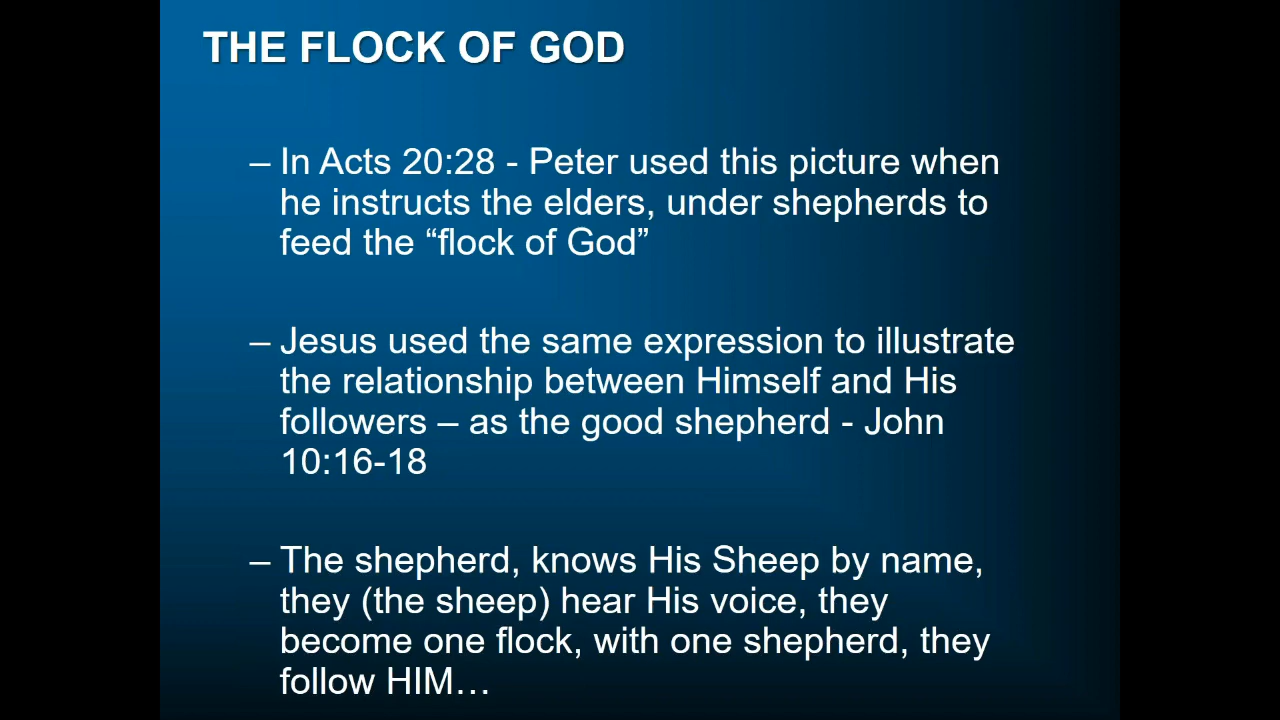 THE FLOCK OF GOD
– In Acts 20:28 - Peter used this picture when
he instructs the elders, under shepherds to
feed the “flock of God”
– Jesus used the same expression to illustrate
the relationship between Himself and His
followers – as the good shepherd - John
10:16-18
– The shepherd, knows His Sheep by name,
they (the sheep) hear His voice, they
become one flock, with one shepherd, they
follow HIM…